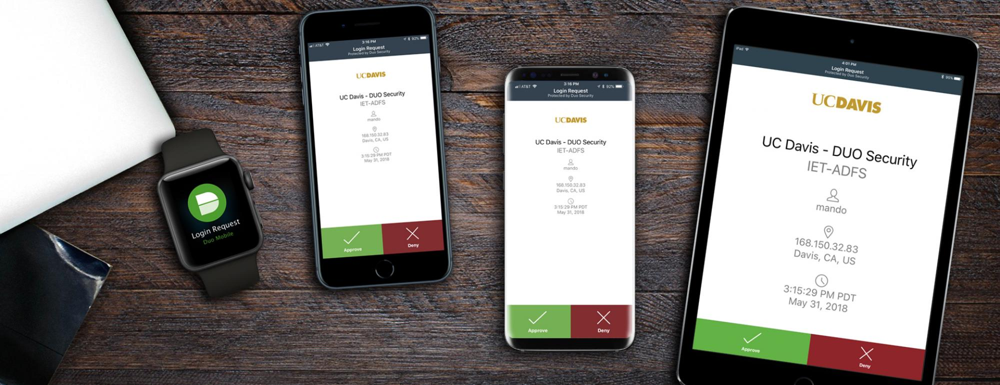 Login Request
Duo Mobile
AT&T
3:16 PM
92%
Login Request
Protected by Duo Security
UCDAVIS
UC Davis - DUO Security
IET-ADFS
mando
168.150.32.83
Davis, CA, US
3:15:29 PM PDT
May 31, 2018
Approve
Deny
AT&T
3:16 PM
92%
Login Request
Protected by Duo Security
UCDAVIS
UC Davis - DUO Security
IET-ADFS
mando
168.150.32.83
Davis, CA, US
3:15:29 PM PDT
May 31, 2018
Approve
Deny
iPad
4:01 PM
95%
Login Request
Protected by Duo Security
UCDAVIS
UC Davis - DUO Security
IET-ADFS
mando
168.150.32.83
Davis, CA, US
3:15:29 PM PDT
May 31, 2018
Approve
Deny